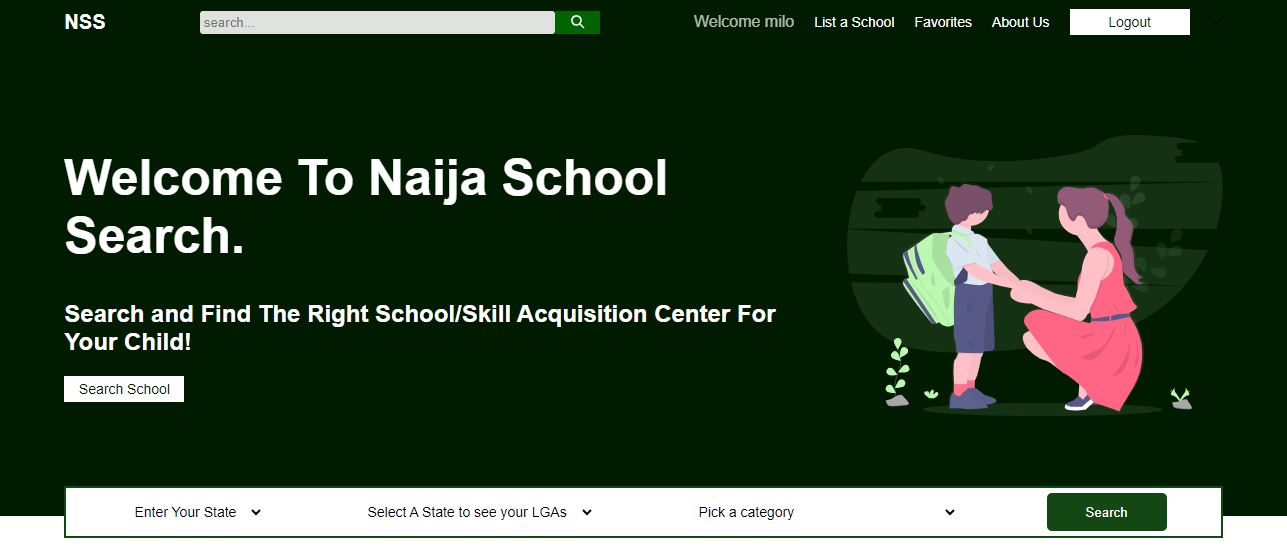 NSS
search...
Welcome milo
List a School
Favorites
About Us
Logout
Welcome To Naija School
Search.
Search and Find The Right School/Skill Acquisition Center For
Your Child!
Search School
Enter Your State
Select A State to see your LGAs
Pick a category
Search